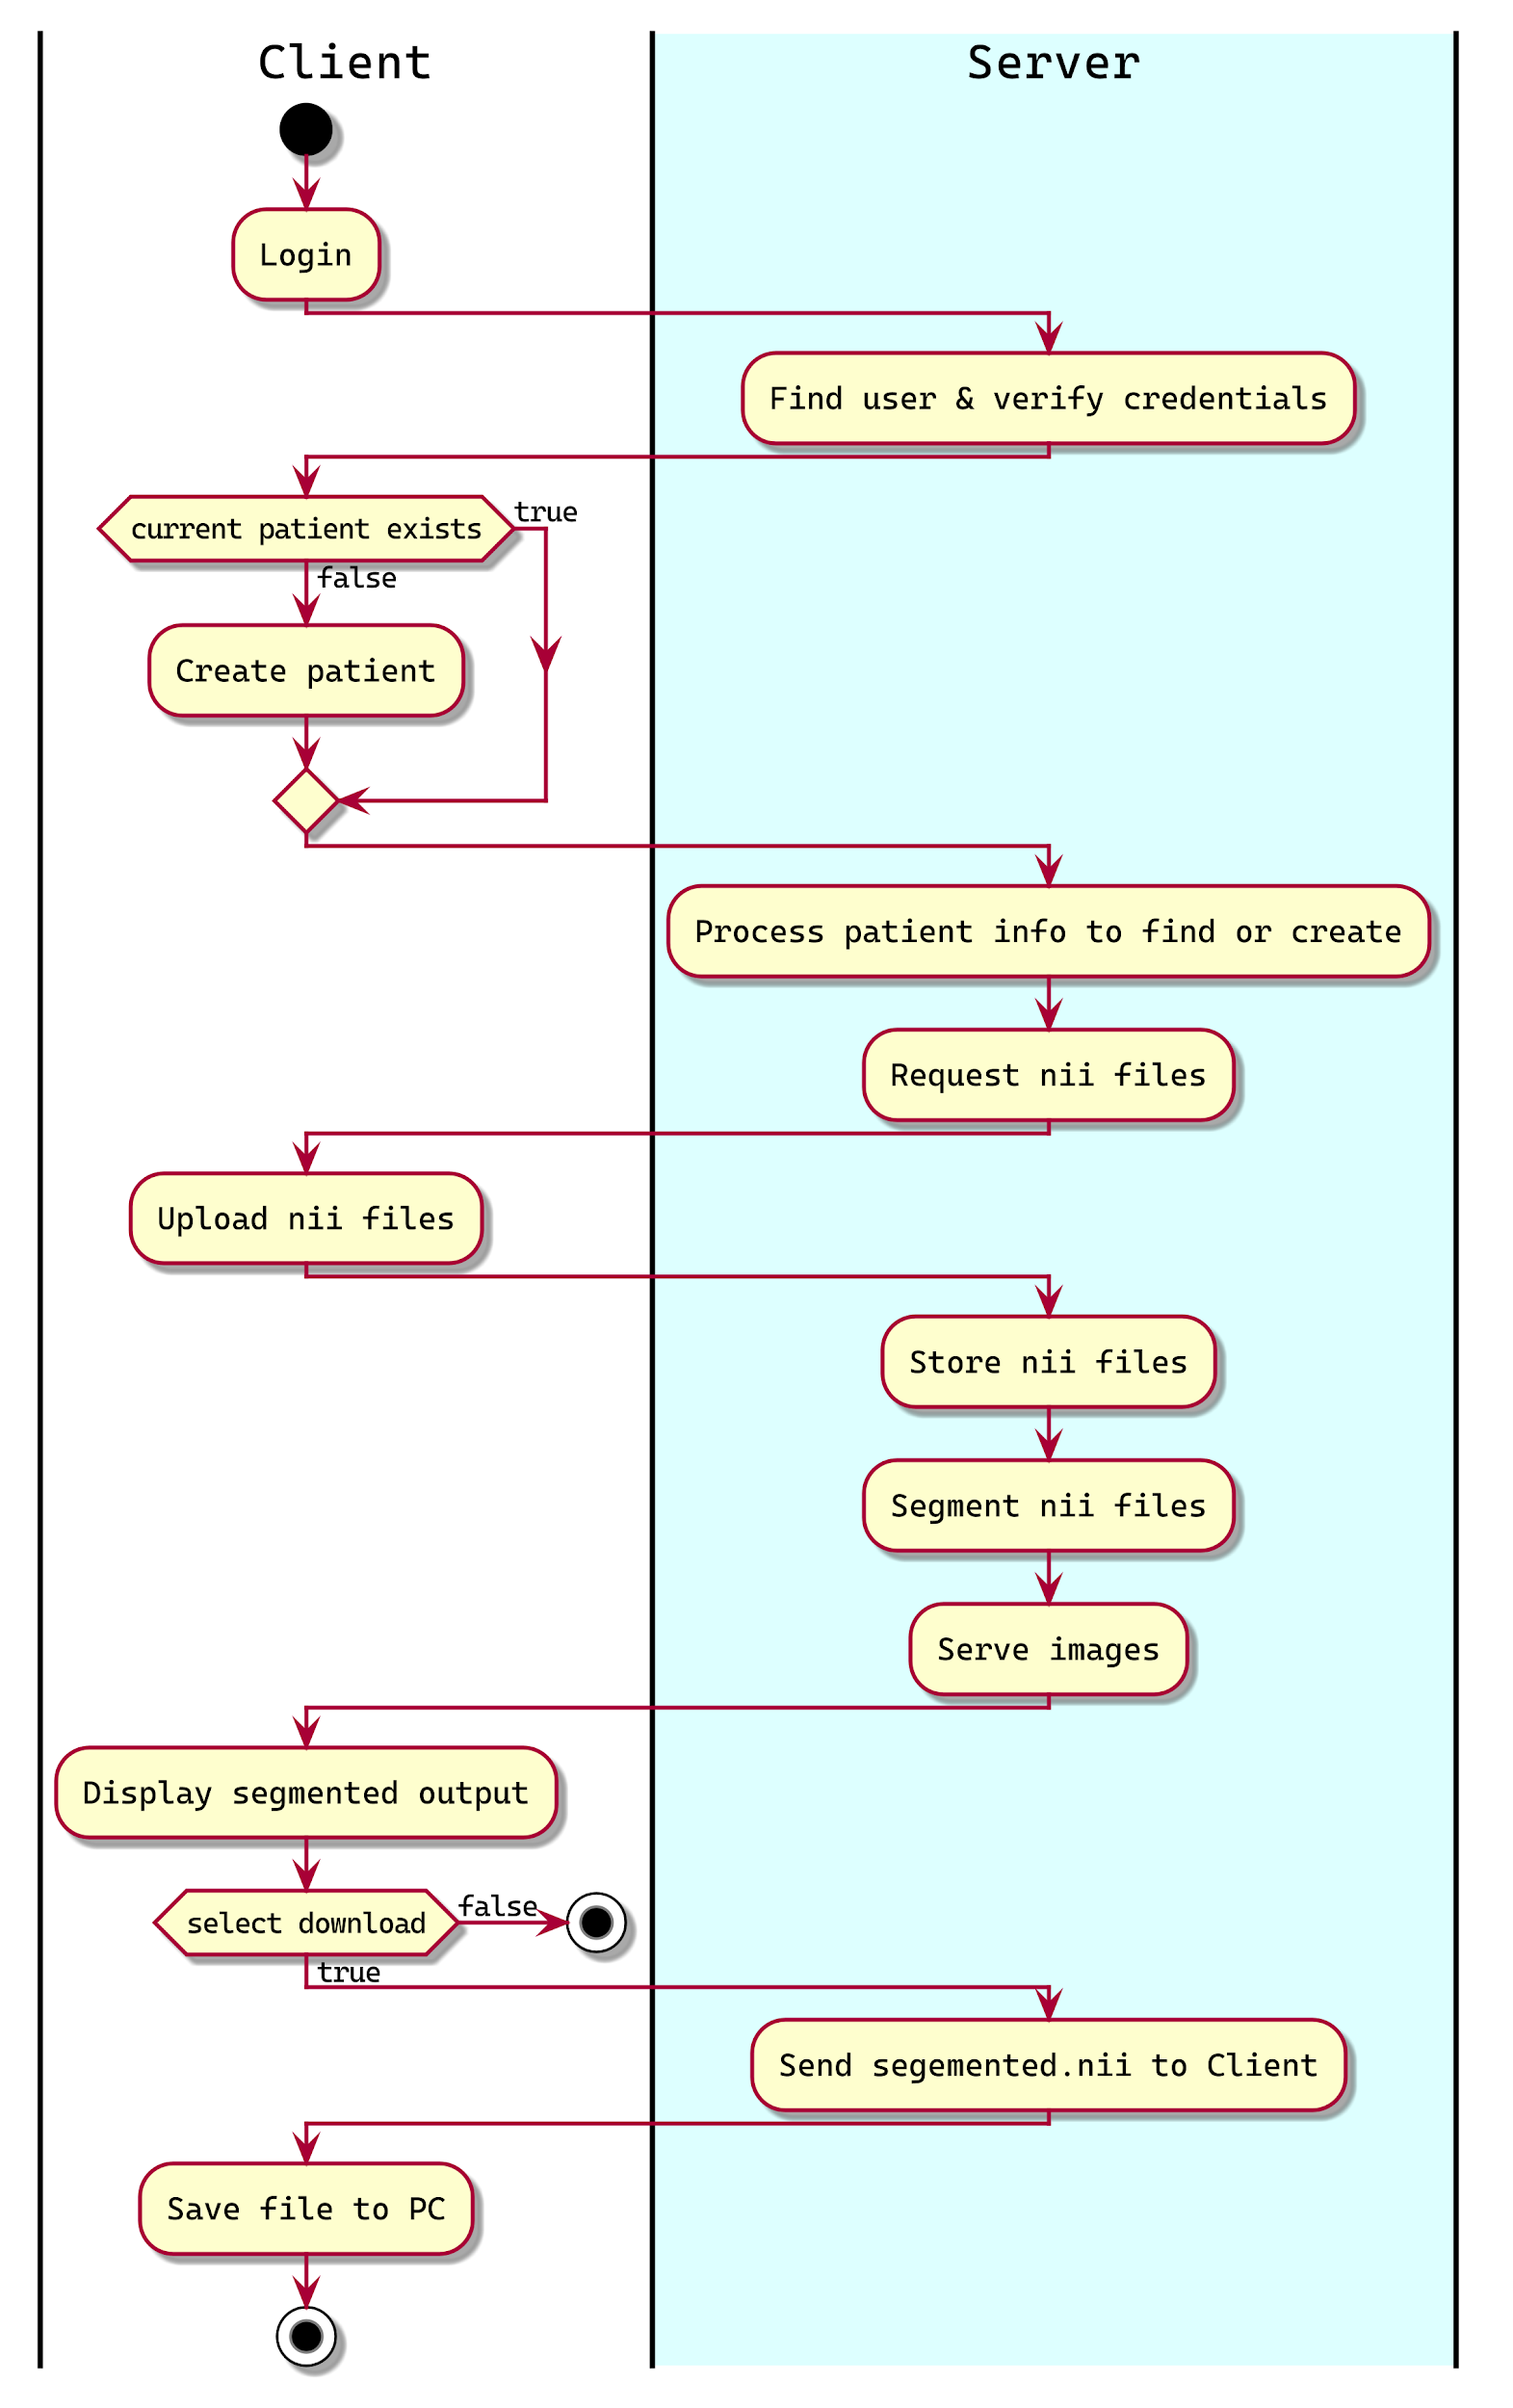 Client
Server
Login
Find user & verify credentials
current patient exists
true
false
Create patient
Process patient info to find or create
Request nii files
Upload nii files
Store nii files
Segment nii files
Serve images
Display segmented output
select download
false
true
Send segemented.nii to Client
Save file to PC